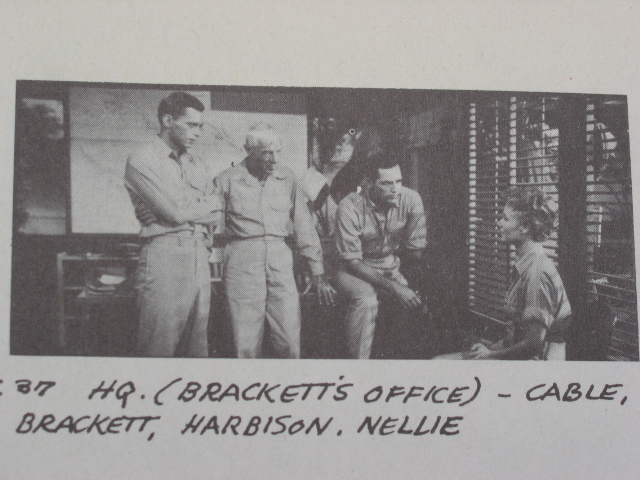 37 HQ. (BRACKETT'S OFFICE) - CABLE,
BRACKETT, HARBISON. NELLIE